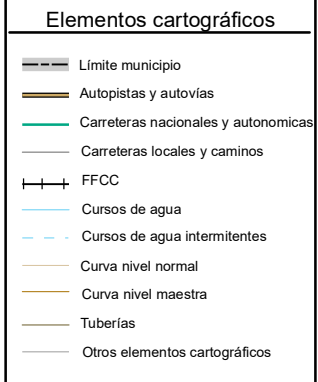 Elementos cartográficos
Límite municipio
Autopistas y autovías
Carreteras nacionales y autonomicas
Carreteras locales y caminos
FFCC
Cursos de agua
Cursos de agua intermitentes
Curva nivel normal
Curva nivel maestra
Tuberías
Otros elementos cartográficos